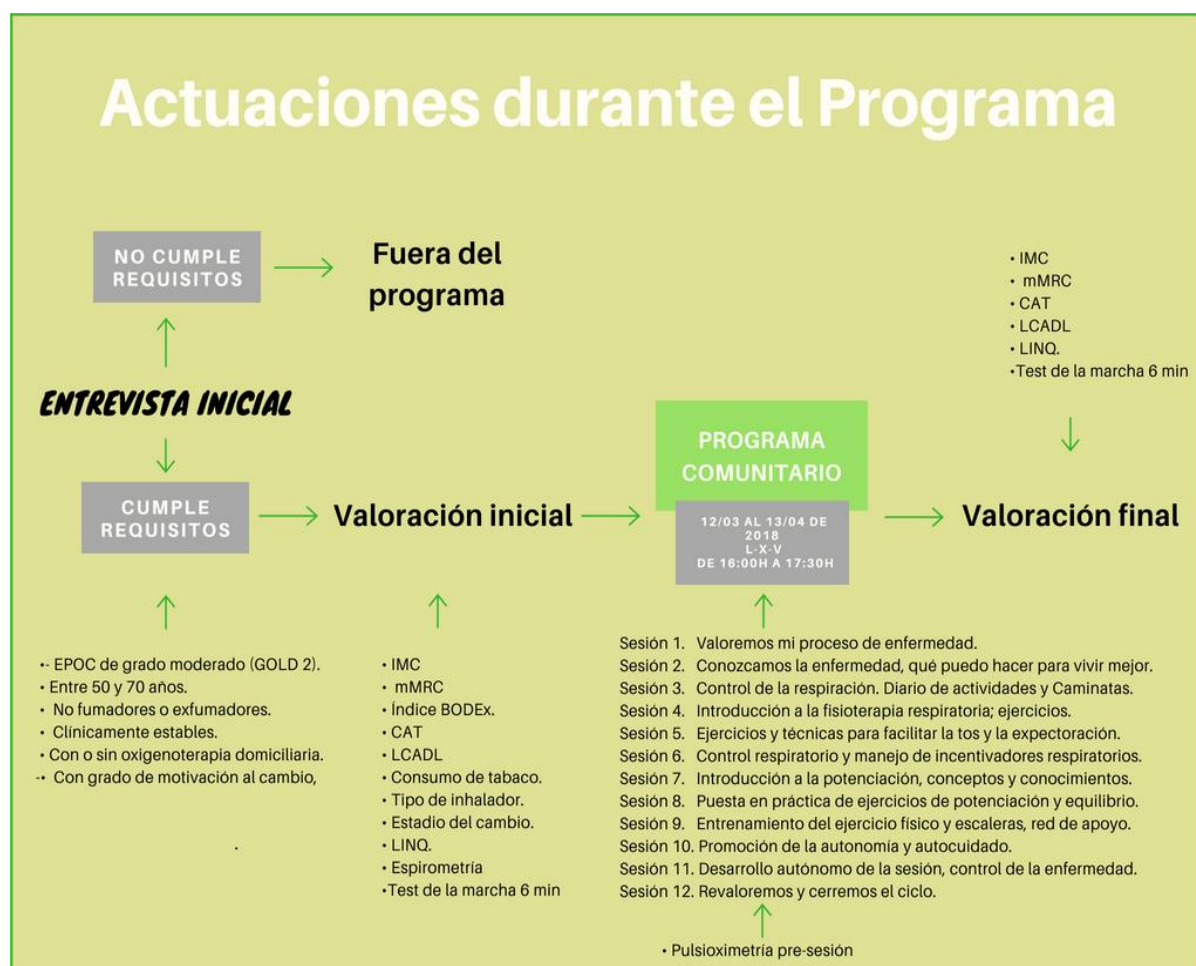 Actuaciones durante el Programa
NO CUMPLE
REQUISITOS
Fuera del
programa
ENTREVISTA INICIAL
CUMPLE
REQUISITOS
•- EPOC de grado moderado (GOLD 2).
• Entre 50 y 70 años.
• No fumadores o exfumadores.
• Clínicamente estables.
• Con o sin oxigenoterapia domiciliaria.
-• Con grado de motivación al cambio,
.
Valoración inicial
• IMC
• mMRC
• Índice BODEx.
• CAT
• LCADL
• Consumo de tabaco.
• Tipo de inhalador.
• Estadio del cambio.
• LINQ.
• Espirometría
•Test de la marcha 6 min
PROGRAMA
COMUNITARIO
12/03 AL 13/04 DE
2018
L-X-V
DE 16:00H A 17:30H
Sesión 1. Valoremos mi proceso de enfermedad.
Sesión 2. Conozcamos la enfermedad, qué puedo hacer para vivir mejor.
Sesión 3. Control de la respiración. Diario de actividades y Caminatas.
Sesión 4. Introducción a la fisioterapia respiratoria; ejercicios.
Sesión 5. Ejercicios y técnicas para facilitar la tos y la expectoración.
Sesión 6. Control respiratorio y manejo de incentivadores respiratorios.
Sesión 7. Introducción a la potenciación, conceptos y conocimientos.
Sesión 8. Puesta en práctica de ejercicios de potenciación y equilibrio.
Sesión 9. Entrenamiento del ejercicio físico y escaleras, red de apoyo.
Sesión 10. Promoción de la autonomía y autocuidado.
Sesión 11. Desarrollo autónomo de la sesión, control de la enfermedad.
Sesión 12. Revaloremos y cerremos el ciclo.
• Pulsioximetría pre-sesión
• IMC
• mMRC
• CAT
• LCADL
• LINQ.
•Test de la marcha 6 min
Valoración final